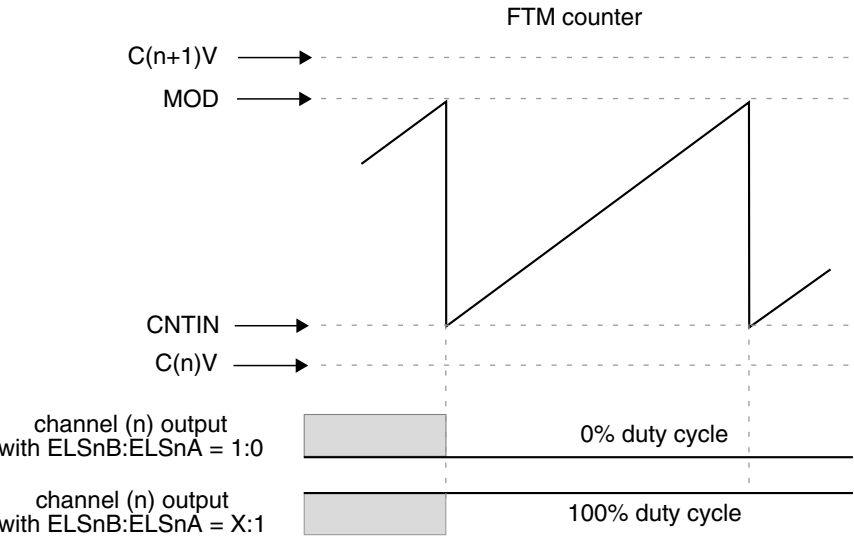 FTM counter
C(n+1)V
MOD
CNTIN
C(n)V
channel (n) output
with ELSnB:ELSnA = 1:0
0% duty cycle
channel (n) output
with ELSnB:ELSnA = X:1
100% duty cycle